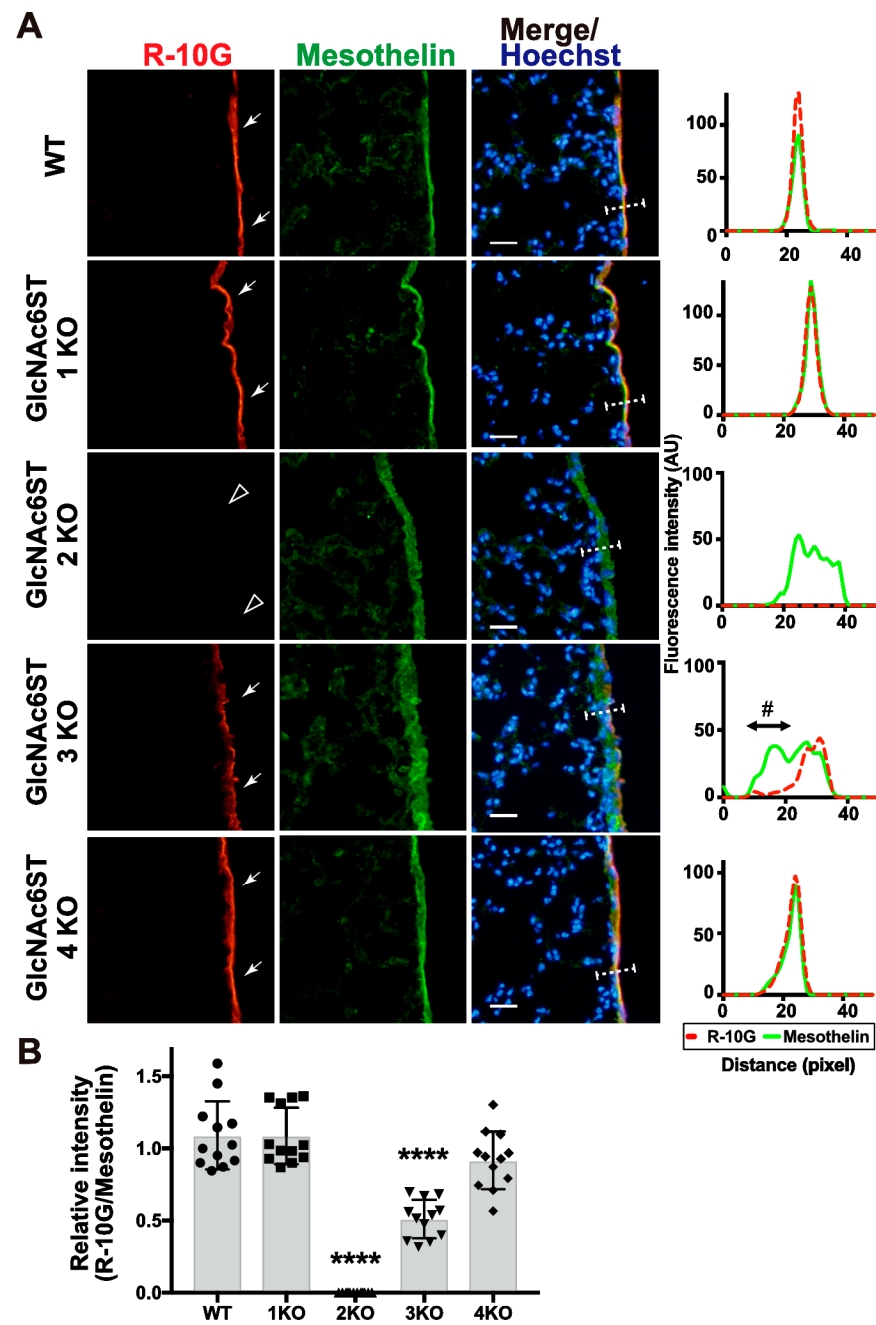 A
R-10G
Mesothelin
Merge/
Hoechst
WT
100
50
0
0 20 40
GlcNAc6ST
1 KO
100
50
0
0 20 40
GlcNAc6ST
2 KO
100
50
0
0 20 40
Fluorescence intensity (AU)
GlcNAc6ST
3 KO
100
#
50
0
0 20 40
GlcNAc6ST
4 KO
100
50
0
0 20 40
R-10G Mesothelin
Distance (pixel)
B
Relative intensity
(R-10G/Mesothelin)
1.5
1.0
0.5
0.0
****
****
WT 1KO 2KO 3KO 4KO